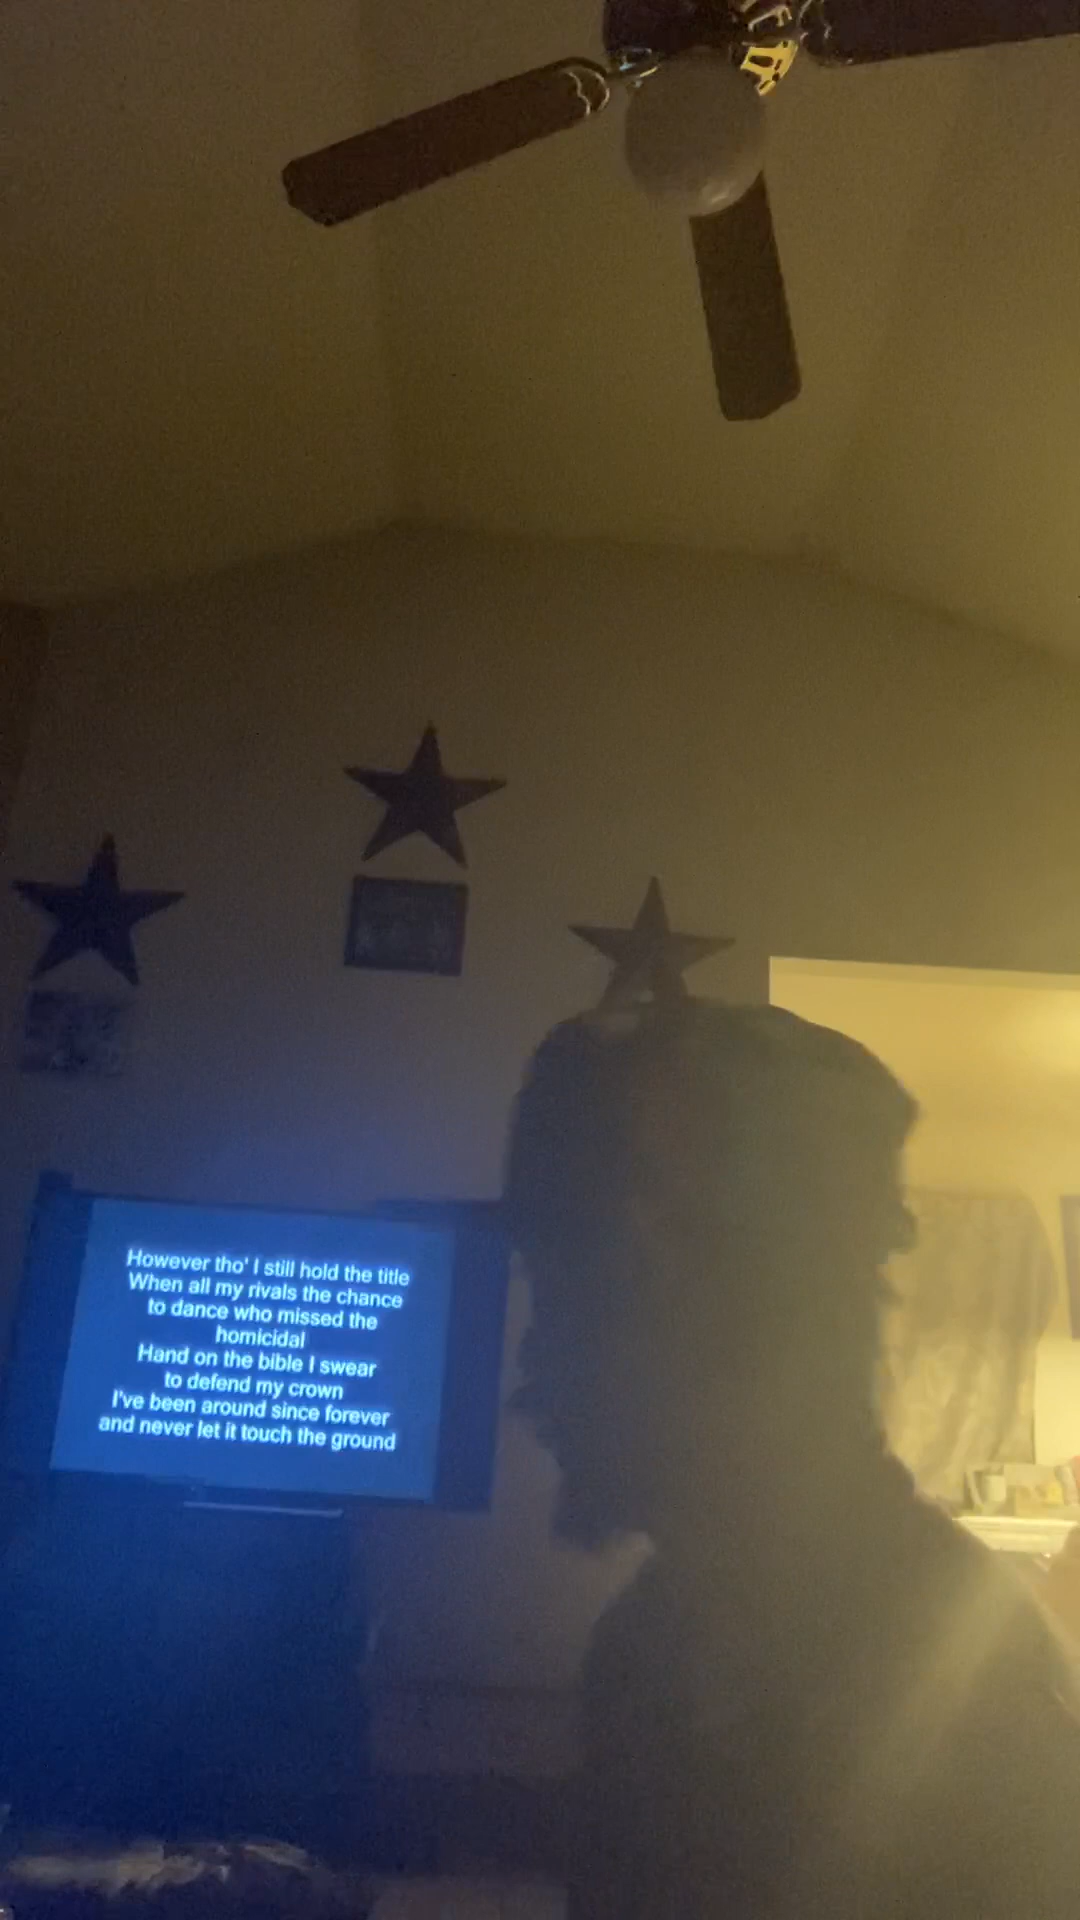 However tho' I still hold the title
When all my rivals the chance
to dance who missed the
homicidal
Hand on the bible I swear
to defend my crown
I've been around since forever
and never let it touch the ground